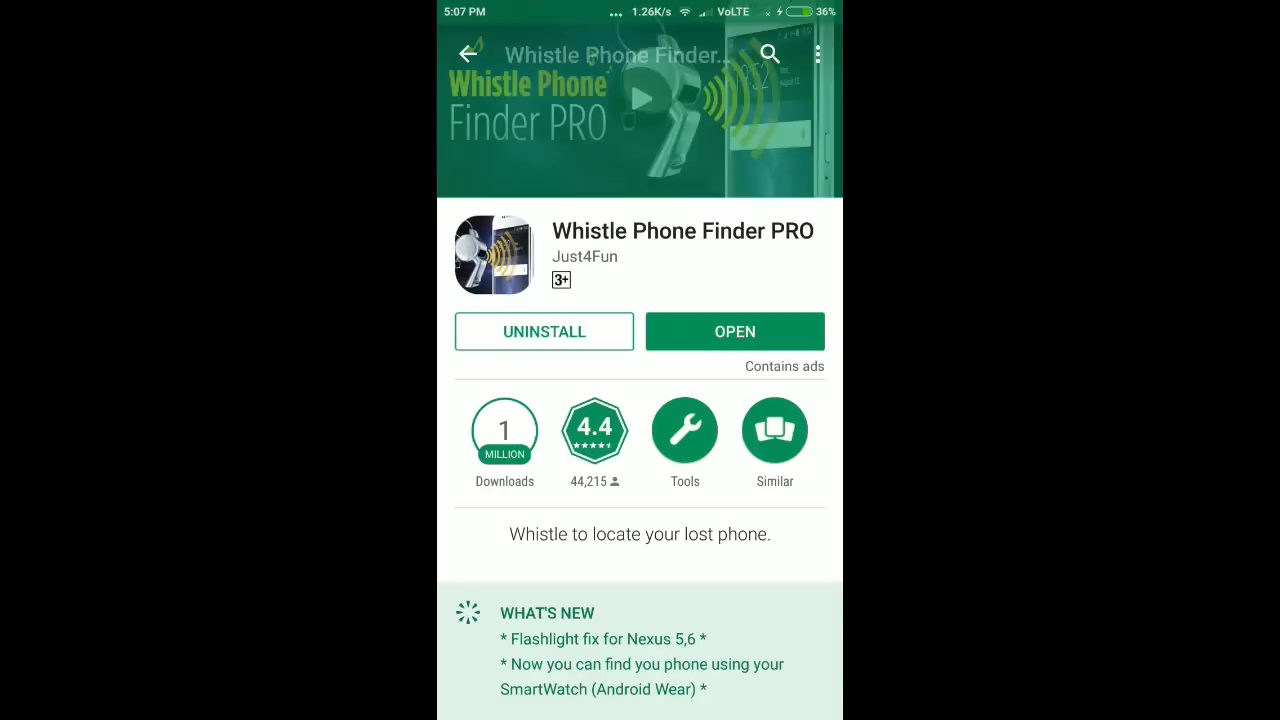 5:07 PM ... 1.26K/s VoLTE 36%
Whistle Phone Finder...
Whistle Phone
Finder PRO
Whistle Phone Finder PRO
Just4Fun
3+
UNINSTALL OPEN
Contains ads
1 4.4
MILLION
Downloads 44,215 Tools Similar
Whistle to locate your lost phone.
WHAT'S NEW
* Flashlight fix for Nexus 5,6 *
* Now you can find you phone using your
SmartWatch (Android Wear) *